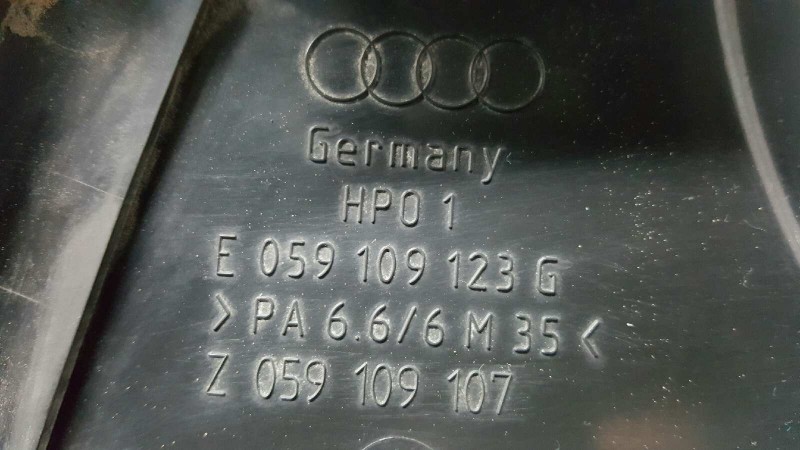 Germany
HPO 1
E 059 109 123 G
>PA 6.6/6 M 35<
Z 059 109 107